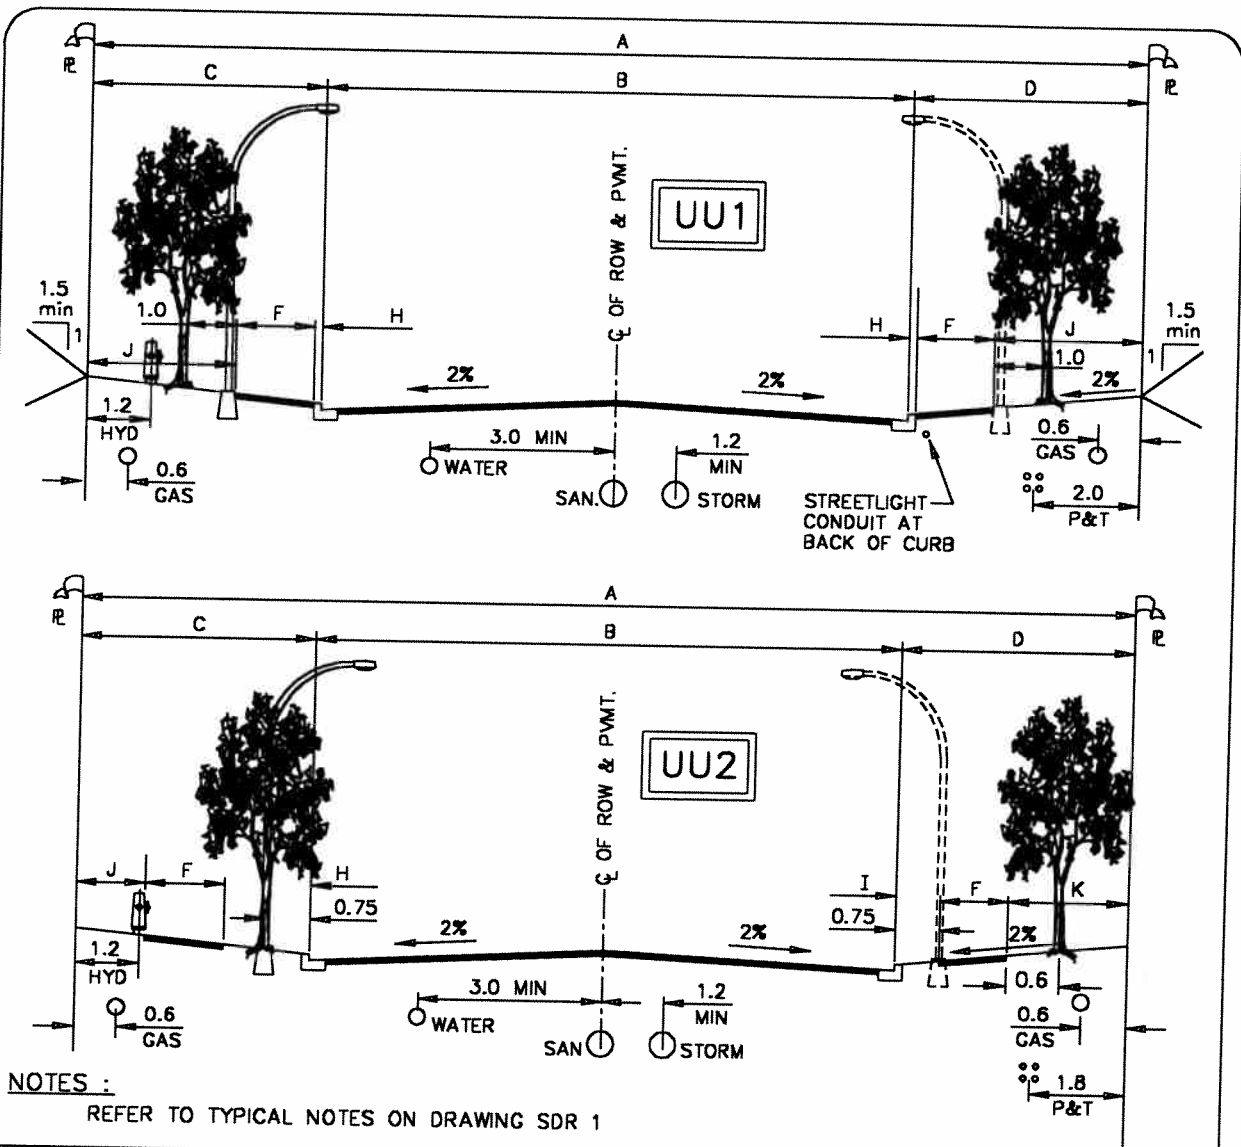 A
PL
C
B
D
PL
℄ OF ROW & PVMT.
UU1
1.5
min
1
1.0
F
H
H
F
J
1.0
1.5
min
1
J
2%
2%
2%
1.2
HYD
0.6
GAS
3.0 MIN
WATER
1.2
MIN
SAN.
STORM
STREETLIGHT
CONDUIT AT
BACK OF CURB
0.6
GAS
2.0
P&T
A
PL
C
B
D
PL
℄ OF ROW & PVMT.
UU2
J
F
H
0.75
I
0.75
F
K
2%
2%
2%
1.2
HYD
0.6
GAS
3.0 MIN
WATER
1.2
MIN
SAN
STORM
0.6
0.6
GAS
1.8
P&T
NOTES :
REFER TO TYPICAL NOTES ON DRAWING SDR 1